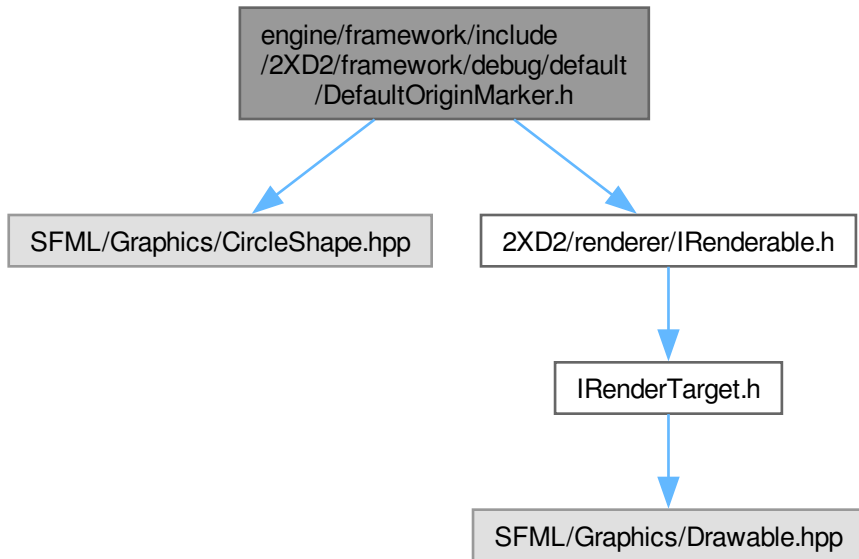 engine/framework/include
/2XD2/framework/debug/default
/DefaultOriginMarker.h
SFML/Graphics/CircleShape.hpp
2XD2/renderer/IRenderable.h
IRenderTarget.h
SFML/Graphics/Drawable.hpp